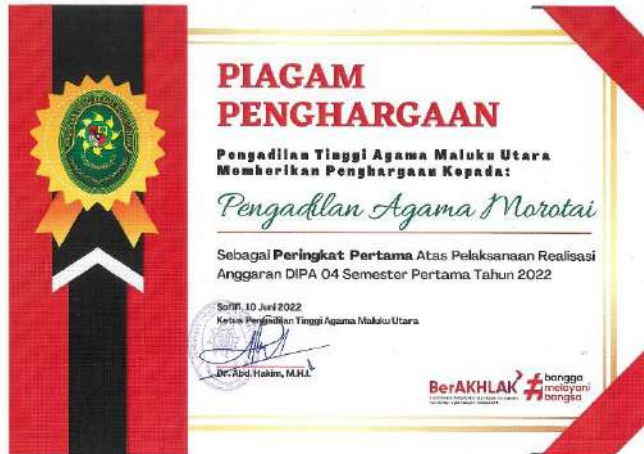 PIAGAM
PENGHARGAAN
Pengadilan Tinggi Agama Maluku Utara
Memberikan Penghargaan Kepada:
Pengadilan Agama Morotai
Sebagai Peringkat Pertama Atas Pelaksanaan Realisasi
Anggaran DIPA 04 Semester Pertama Tahun 2022
Sofifi, 10 Juni 2022
Ketua Pengadilan Tinggi Agama Maluku Utara
Dr. Abd. Hakim, M.H.I.
BerAKHLAK
# bangga
melayani
bangsa